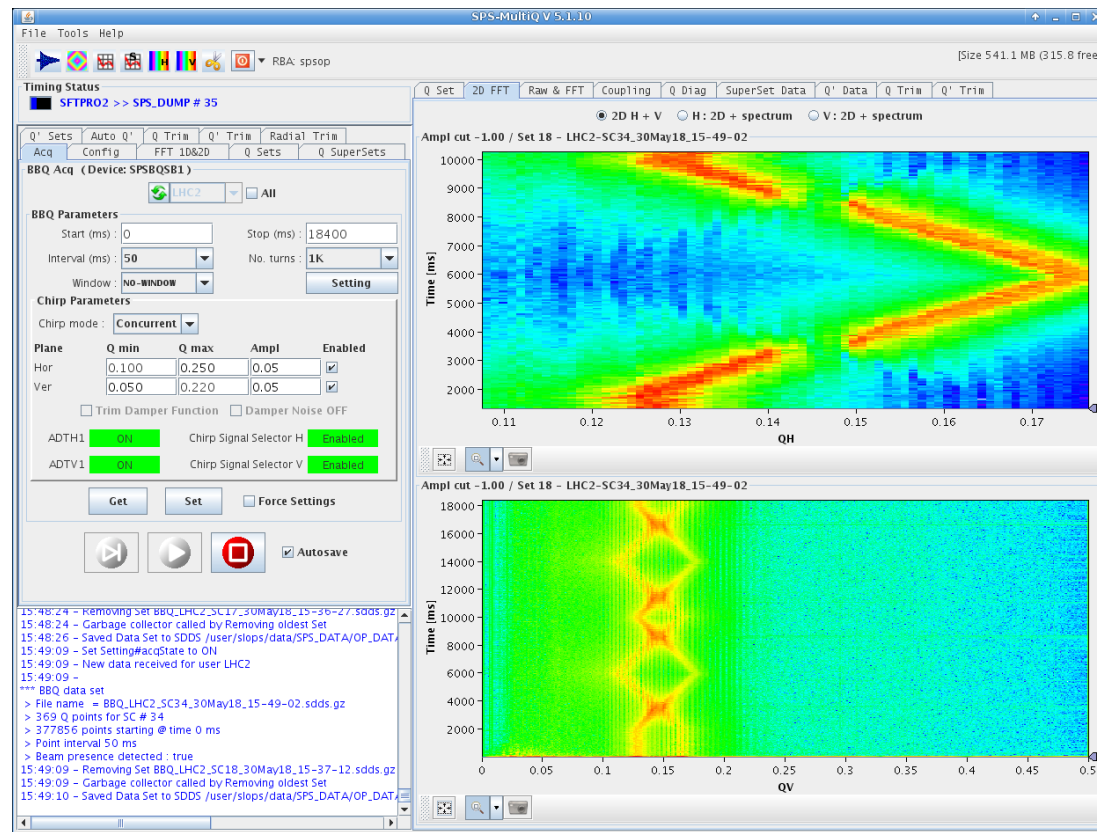 SPS-MultiQ V 5.1.10
File Tools Help
RBA: spsop
[Size 541.1 MB (315.8 free
Timing Status
SFTPRO2 >> SPS_DUMP # 35
Q' Sets Auto Q' Q Trim Q' Trim Radial Trim
Acq Config FFT 1D&2D Q Sets Q SuperSets
BBQ Acq (Device: SPSBQSB1)
LHC2 All
BBQ Parameters
Start (ms) : 0 Stop (ms) : 18400
Interval (ms) : 50 No. turns : 1K
Window : NO-WINDOW Setting
Chirp Parameters
Chirp mode : Concurrent
Plane Q min Q max Ampl Enabled
Hor 0.100 0.250 0.05
Ver 0.050 0.220 0.05
Trim Damper Function Damper Noise OFF
ADTH1 ON Chirp Signal Selector H Enabled
ADTV1 ON Chirp Signal Selector V Enabled
Get Set Force Settings
Autosave
15:48:24 - Removing Set BBQ_LHC2_SC17_30May18_15-36-27.sdds.gz
15:48:24 - Garbage collector called by Removing oldest Set
15:48:26 - Saved Data Set to SDDS /user/slops/data/SPS_DATA/OP_DATA
15:49:09 - Set Setting#acqState to ON
15:49:09 - New data received for user LHC2
15:49:09 -
*** BBQ data set
> File name = BBQ_LHC2_SC34_30May18_15-49-02.sdds.gz
> 369 Q points for SC # 34
> 377856 points starting @ time 0 ms
> Point interval 50 ms
> Beam presence detected : true
15:49:09 - Removing Set BBQ_LHC2_SC18_30May18_15-37-12.sdds.gz
15:49:09 - Garbage collector called by Removing oldest Set
15:49:10 - Saved Data Set to SDDS /user/slops/data/SPS_DATA/OP_DATA
Q Set 2D FFT Raw & FFT Coupling Q Diag SuperSet Data Q' Data Q Trim Q' Trim
2D H + V H : 2D + spectrum V : 2D + spectrum
Ampl cut -1.00 / Set 18 - LHC2-SC34_30May18_15-49-02
Time [ms]
10000
9000
8000
7000
6000
5000
4000
3000
2000
0.11 0.12 0.13 0.14 0.15 0.16 0.17
QH
Ampl cut -1.00 / Set 18 - LHC2-SC34_30May18_15-49-02
Time [ms]
18000
16000
14000
12000
10000
8000
6000
4000
2000
0 0.05 0.1 0.15 0.2 0.25 0.3 0.35 0.4 0.45 0.5
QV